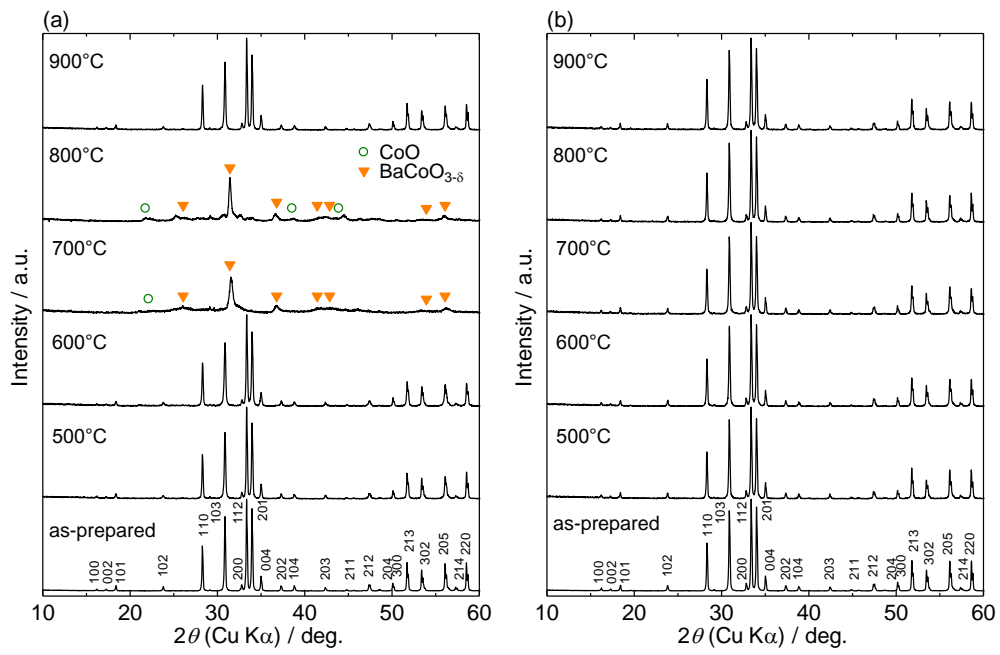 (a)
900°C
800°C
CoO
BaCoO3-δ
700°C
600°C
500°C
as-prepared
100
002
101
102
110
103
200
112
004
201
202
104
203
211
212
204
300
213
302
205
214
220
10 20 30 40 50 60
2θ (Cu Kα) / deg.
Intensity / a.u.
(b)
900°C
800°C
700°C
600°C
500°C
as-prepared
100
002
101
102
110
103
200
112
004
201
202
104
203
211
212
204
300
213
302
205
214
220
10 20 30 40 50 60
2θ (Cu Kα) / deg.
Intensity / a.u.